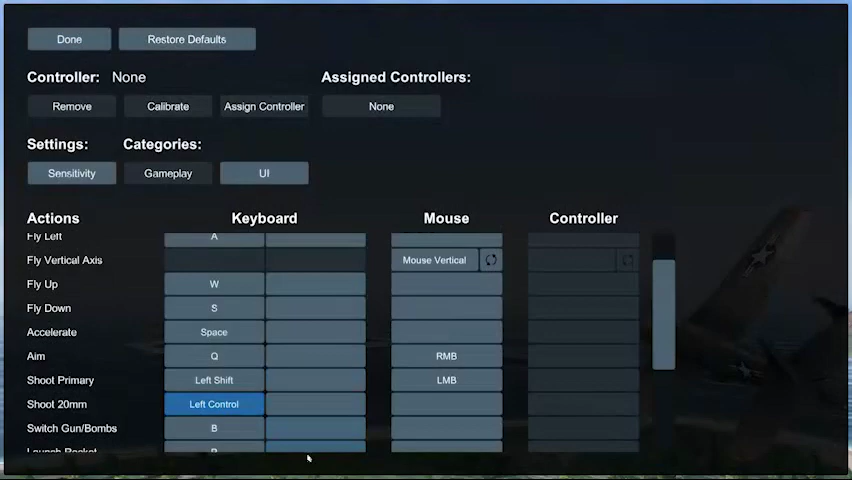 Done Restore Defaults
Controller: None Assigned Controllers:
Remove Calibrate Assign Controller None
Settings: Categories:
Sensitivity Gameplay UI
Actions Keyboard Mouse Controller
Fly Left A
Fly Vertical Axis Mouse Vertical
Fly Up W
Fly Down S
Accelerate Space
Aim Q RMB
Shoot Primary Left Shift LMB
Shoot 20mm Left Control
Switch Gun/Bombs B
Launch Rocket